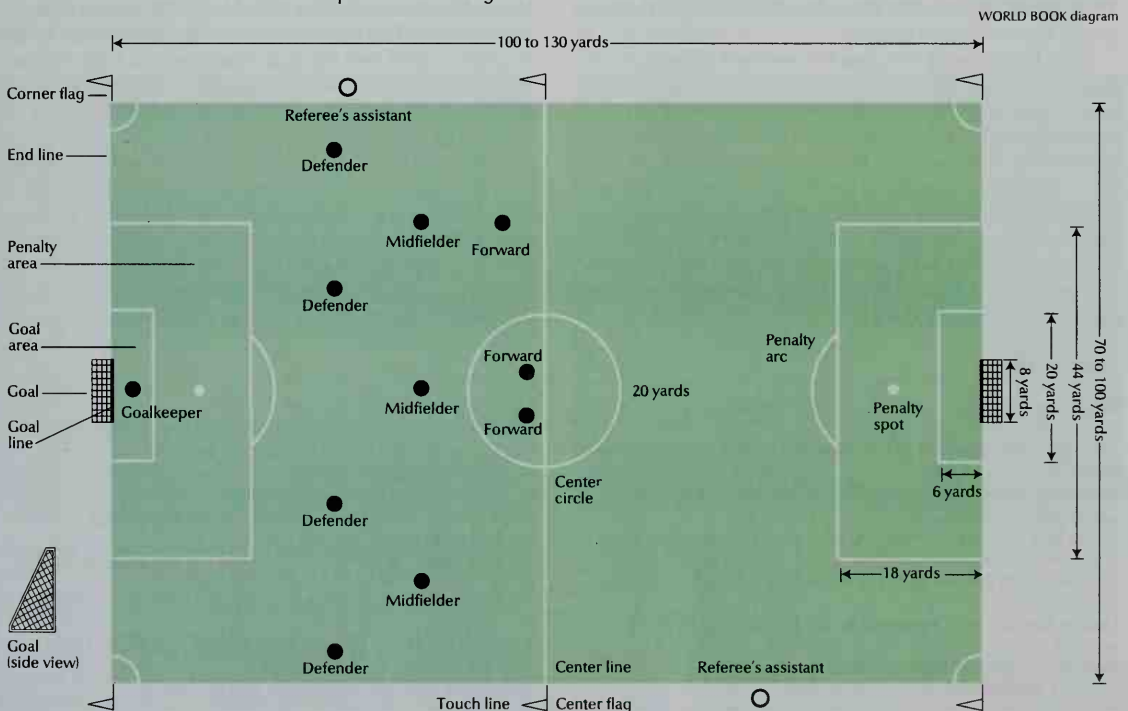 WORLD BOOK diagram
100 to 130 yards
Corner flag
Referee's assistant
End line
Defender
Midfielder
Forward
Penalty
area
Defender
Goal
area
Forward
Penalty
arc
Goal
Goalkeeper
Midfielder
20 yards
Penalty
spot
8 yards
20 yards
44 yards
70 to 100 yards
Goal
line
Forward
Center
circle
6 yards
Defender
18 yards
Midfielder
Goal
(side view)
Defender
Center line
Referee's assistant
Touch line
Center flag